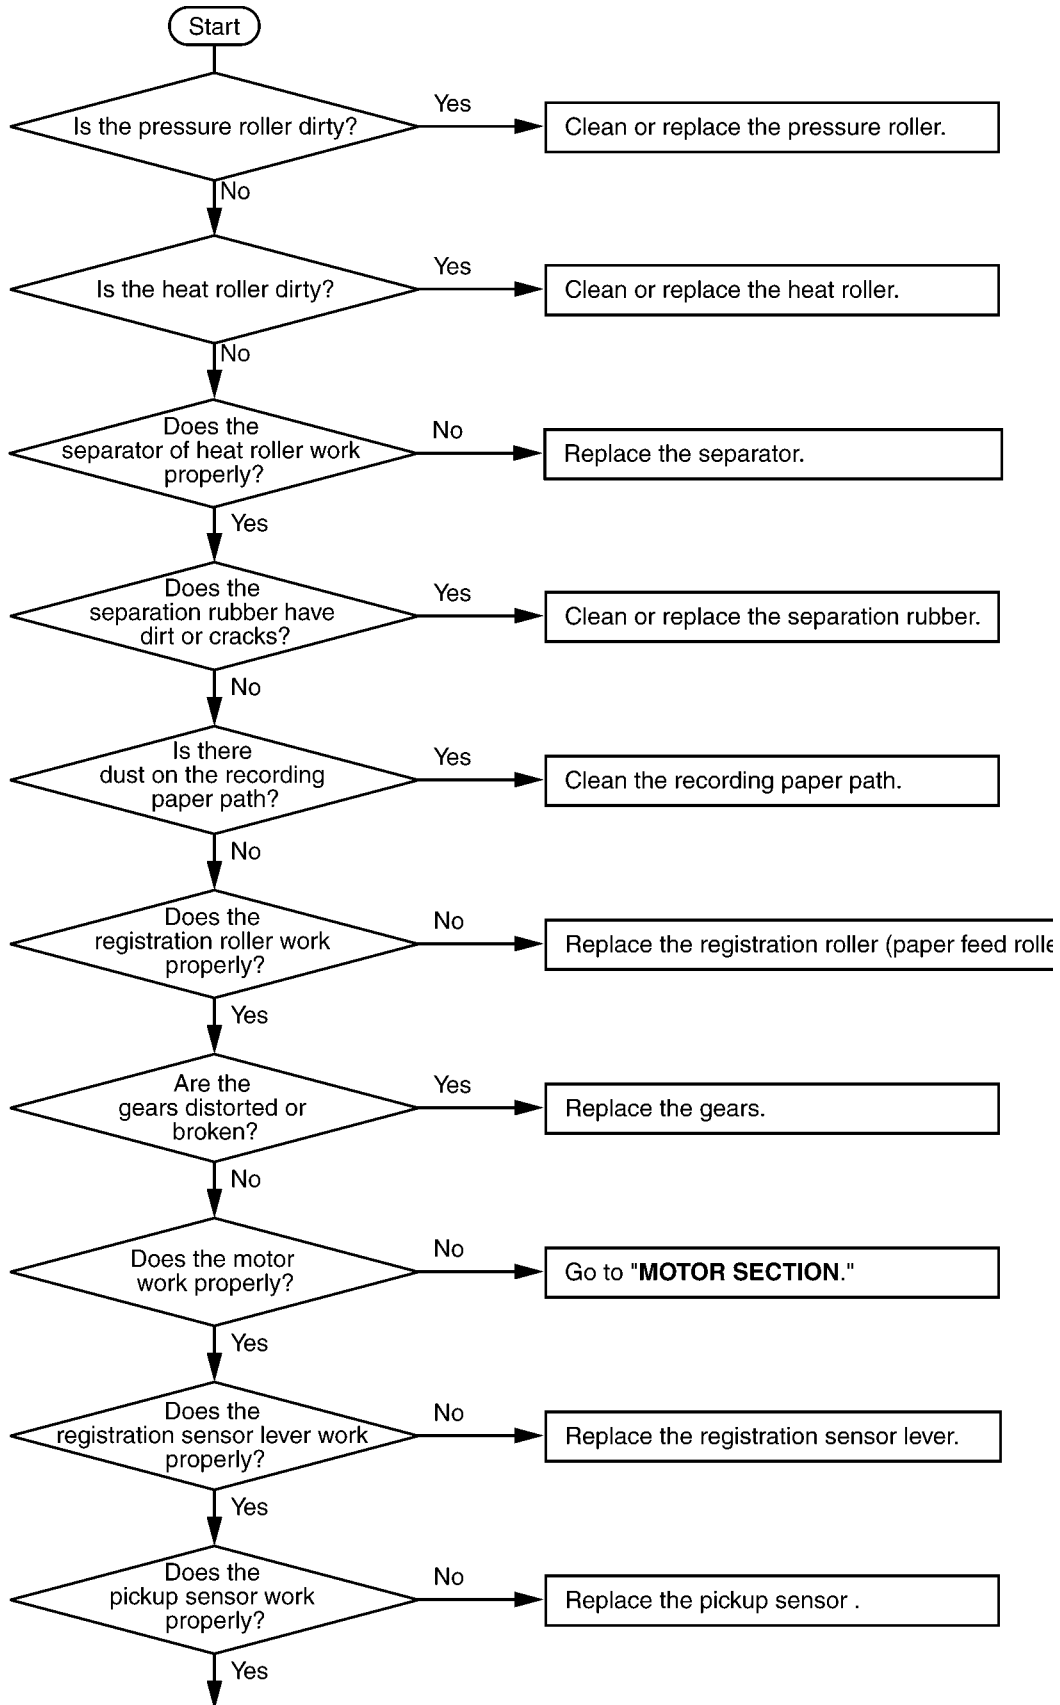 Start
Is the pressure roller dirty?
Yes
Clean or replace the pressure roller.
No
Is the heat roller dirty?
Yes
Clean or replace the heat roller.
No
Does the
separator of heat roller work
properly?
No
Replace the separator.
Yes
Does the
separation rubber have
dirt or cracks?
Yes
Clean or replace the separation rubber.
No
Is there
dust on the recording
paper path?
Yes
Clean the recording paper path.
No
Does the
registration roller work
properly?
No
Replace the registration roller (paper feed rolle
Yes
Are the
gears distorted or
broken?
Yes
Replace the gears.
No
Does the motor
work properly?
No
Go to "MOTOR SECTION."
Yes
Does the
registration sensor lever work
properly?
No
Replace the registration sensor lever.
Yes
Does the
pickup sensor work
properly?
No
Replace the pickup sensor .
Yes